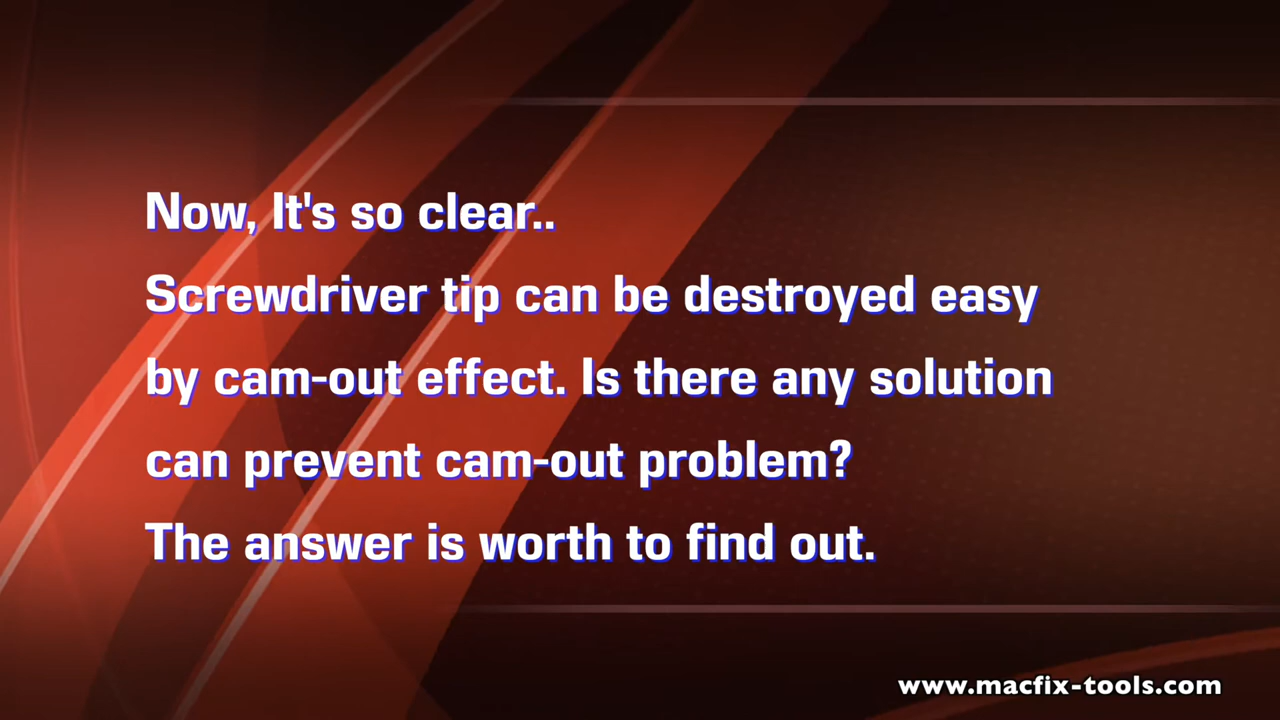 Now, It's so clear..
Screwdriver tip can be destroyed easy
by cam-out effect. Is there any solution
can prevent cam-out problem?
The answer is worth to find out.
www.macfix-tools.com